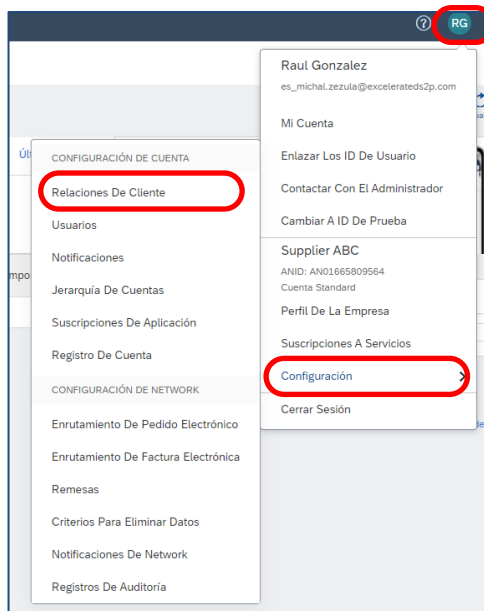 RG
Raul Gonzalez
es_michal.zezula@excelerateds2p.com
Mi Cuenta
Enlazar Los ID De Usuario
Contactar Con El Administrador
Cambiar A ID De Prueba
Supplier ABC
ANID: AN01665809564
Cuenta Standard
Perfil De La Empresa
Suscripciones A Servicios
Configuración
Cerrar Sesión
CONFIGURACIÓN DE CUENTA
Relaciones De Cliente
Usuarios
Notificaciones
Jerarquía De Cuentas
Suscripciones De Aplicación
Registro De Cuenta
CONFIGURACIÓN DE NETWORK
Enrutamiento De Pedido Electrónico
Enrutamiento De Factura Electrónica
Remesas
Criterios Para Eliminar Datos
Notificaciones De Network
Registros De Auditoría